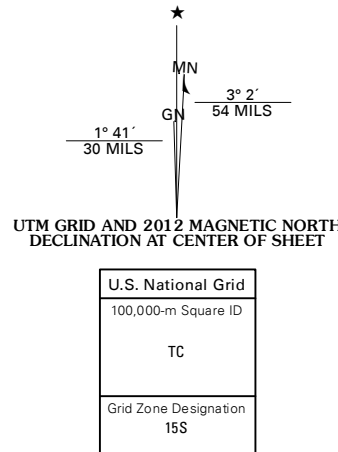 MN
GN
3° 2´
54 MILS
1° 41´
30 MILS
UTM GRID AND 2012 MAGNETIC NORTH
DECLINATION AT CENTER OF SHEET
U.S. National Grid
100,000-m Square ID
TC
Grid Zone Designation
15S